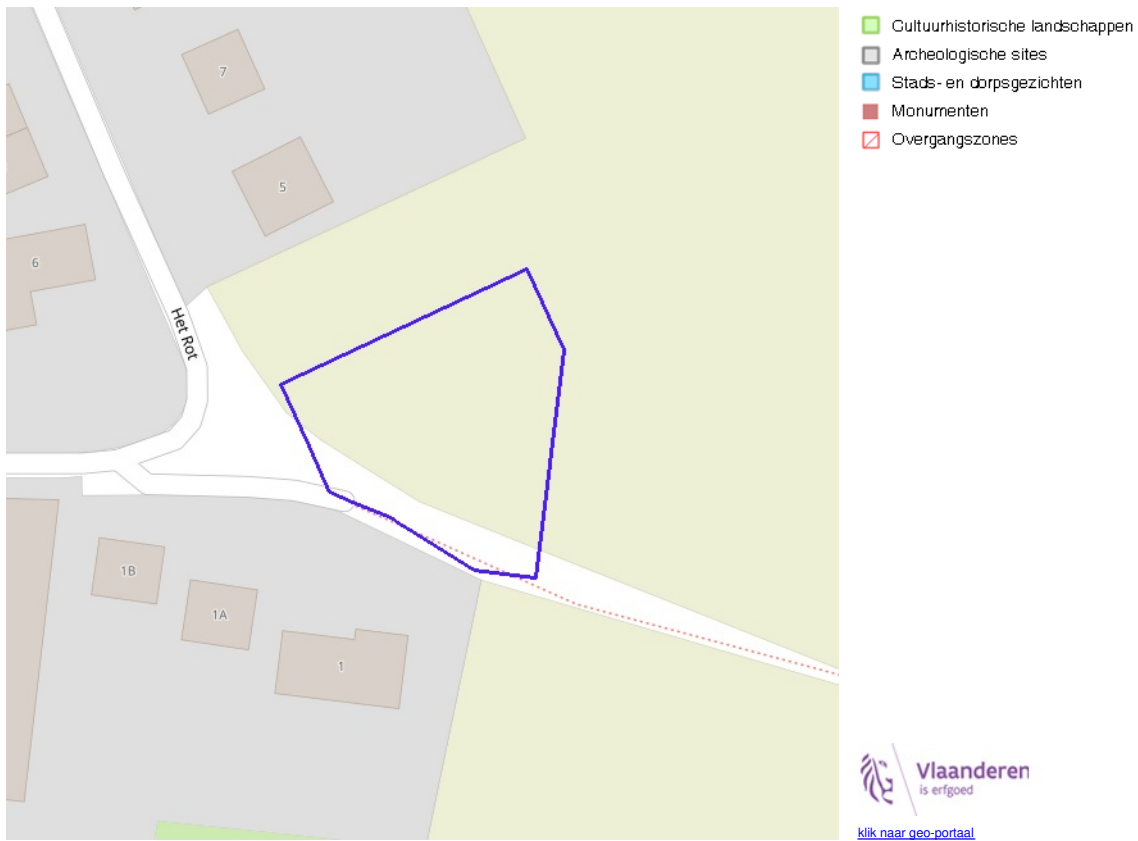 7
5
6
Het Rot
1B
1A
1
Cultuurhistorische landschappen
Archeologische sites
Stads- en dorpsgezichten
Monumenten
Overgangszones
Vlaanderen
is erfgoed
klik naar geo-portaal